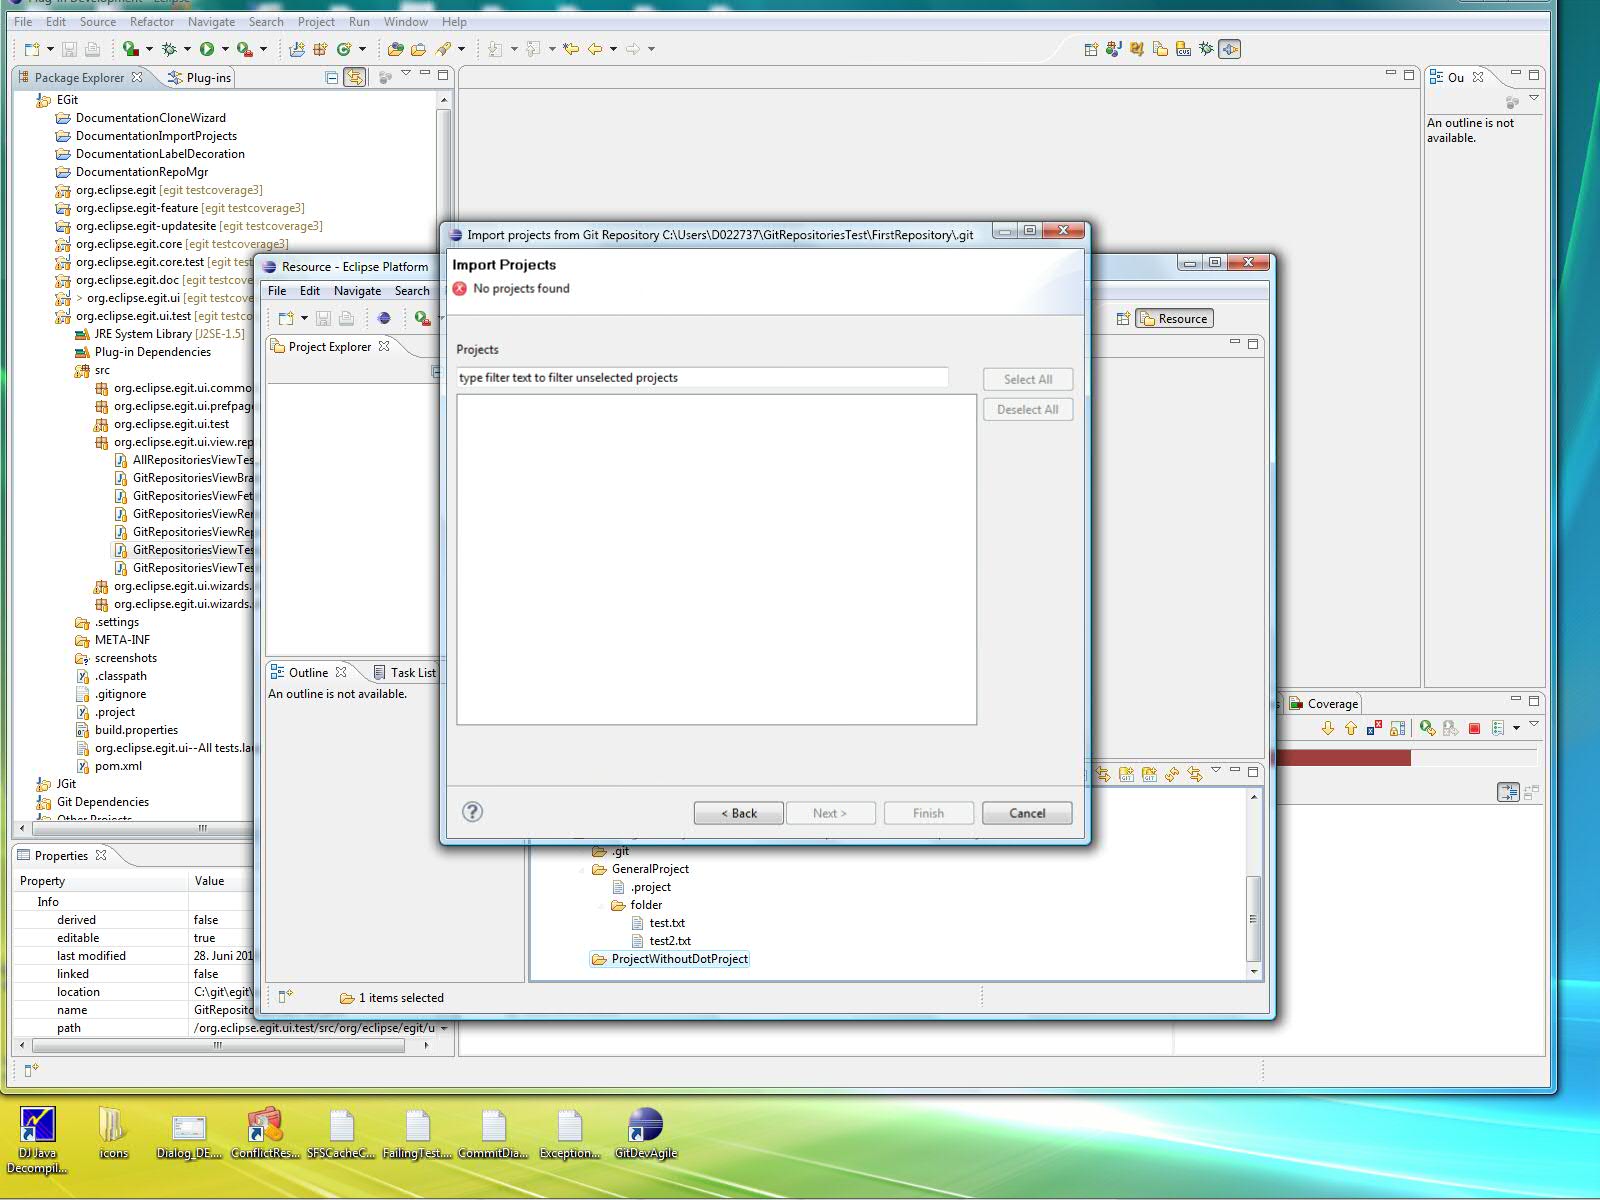 File Edit Source Refactor Navigate Search Project Run Window Help
Package Explorer
Plug-ins
EGit
DocumentationCloneWizard
DocumentationImportProjects
DocumentationLabelDecoration
DocumentationRepoMgr
org.eclipse.egit [egit testcoverage3]
org.eclipse.egit-feature [egit testcoverage3]
org.eclipse.egit-updatesite [egit testcoverage3]
org.eclipse.egit.core [egit testcoverage3]
org.eclipse.egit.core.test [egit testcov
org.eclipse.egit.doc [egit testcove
> org.eclipse.egit.ui [egit testcove
org.eclipse.egit.ui.test [egit testco
JRE System Library [J2SE-1.5]
Plug-in Dependencies
src
org.eclipse.egit.ui.commo
org.eclipse.egit.ui.prefpag
org.eclipse.egit.ui.test
org.eclipse.egit.ui.view.rep
AllRepositoriesViewTes
GitRepositoriesViewBra
GitRepositoriesViewFet
GitRepositoriesViewRe
GitRepositoriesViewRep
GitRepositoriesViewTes
GitRepositoriesViewTes
org.eclipse.egit.ui.wizards.
org.eclipse.egit.ui.wizards.
.settings
META-INF
screenshots
.classpath
.gitignore
.project
build.properties
org.eclipse.egit.ui--All tests.la
pom.xml
JGit
Git Dependencies
Other Projects
Properties
Property Value
Info
derived false
editable true
last modified 28. Juni 201
linked false
location C:\git\egit\
name GitReposito
path /org.eclipse.egit.ui.test/src/org/eclipse/egit/u
Ou
An outline is not
available.
Coverage
Resource - Eclipse Platform
File Edit Navigate Search
Resource
Project Explorer
Outline
Task List
An outline is not available.
.git
GeneralProject
.project
folder
test.txt
test2.txt
ProjectWithoutDotProject
1 items selected
Import projects from Git Repository C:\Users\D022737\GitRepositoriesTest\FirstRepository\.git
Import Projects
No projects found
Projects
type filter text to filter unselected projects
Select All
Deselect All
< Back
Next >
Finish
Cancel
DJ Java
Decompil...
icons
Dialog_DE....
ConflictRes...
SFSCacheC...
FailingTest....
CommitDia...
Exception...
GitDevAgile